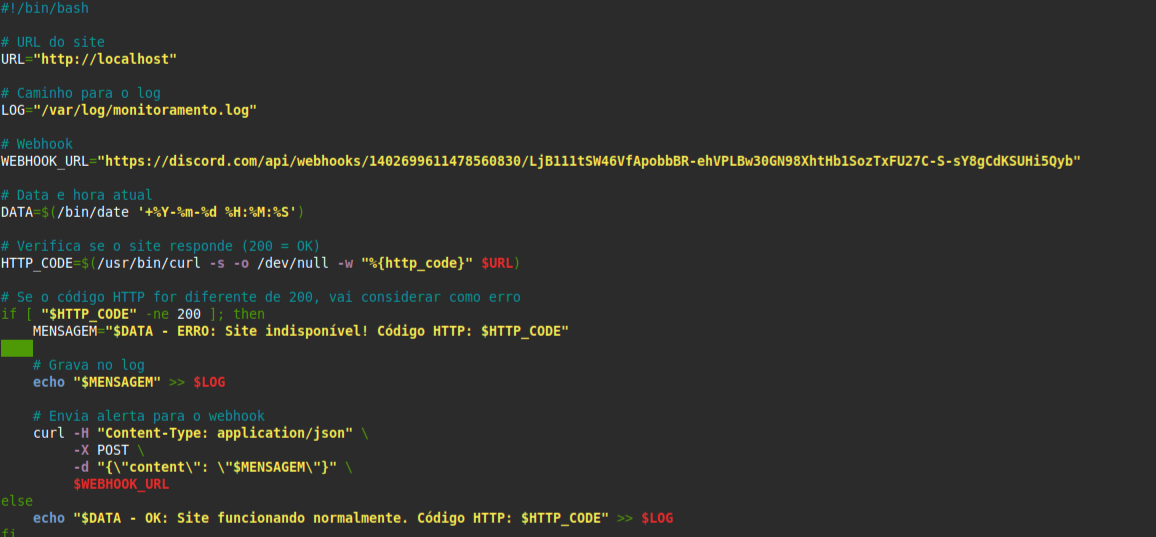 #!/bin/bash
# URL do site
URL="http://localhost"
# Caminho para o log
LOG="/var/log/monitoramento.log"
# Webhook
WEBHOOK_URL="https://discord.com/api/webhooks/1402699611478560830/LjB111tSW46VfApobbBR-ehVPLBw30GN98XhtHb1SozTxFU27C-S-sY8gCdKSUHi5Qyb"
# Data e hora atual
DATA=$(/bin/date '+%Y-%m-%d %H:%M:%S')
# Verifica se o site responde (200 = OK)
HTTP_CODE=$(/usr/bin/curl -s -o /dev/null -w "%{http_code}" $URL)
# Se o código HTTP for diferente de 200, vai considerar como erro
if [ "$HTTP_CODE" -ne 200 ]; then
    MENSAGEM="$DATA - ERRO: Site indisponível! Código HTTP: $HTTP_CODE"
    # Grava no log
    echo "$MENSAGEM" >> $LOG
    # Envia alerta para o webhook
    curl -H "Content-Type: application/json" \
         -X POST \
         -d "{\"content\": \"$MENSAGEM\"}" \
         $WEBHOOK_URL
else
    echo "$DATA - OK: Site funcionando normalmente. Código HTTP: $HTTP_CODE" >> $LOG
fi